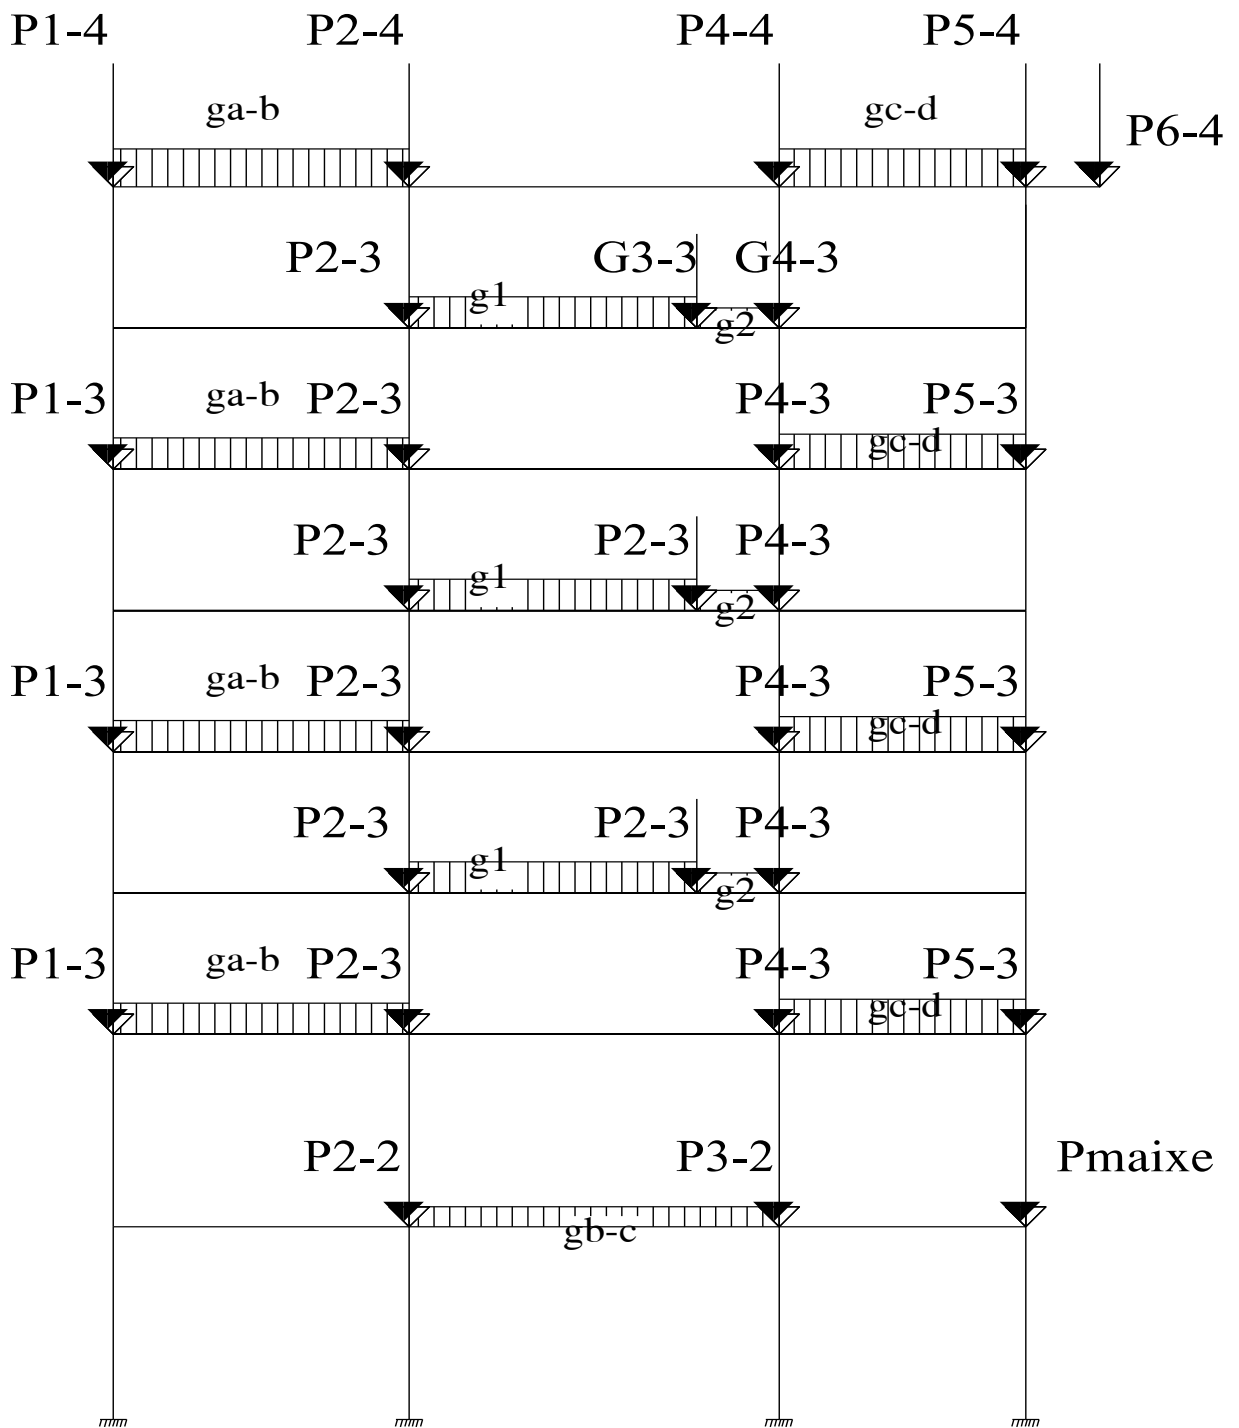 P1-4 P2-4 P4-4 P5-4
ga-b gc-d
P6-4
P2-3 G3-3 G4-3
g1
g2
P1-3 ga-b P2-3 P4-3 P5-3
gc-d
P2-3 P2-3 P4-3
g1
g2
P1-3 ga-b P2-3 P4-3 P5-3
gc-d
P2-3 P2-3 P4-3
g1
g2
P1-3 ga-b P2-3 P4-3 P5-3
gc-d
P2-2 P3-2 Pmaixe
gb-c